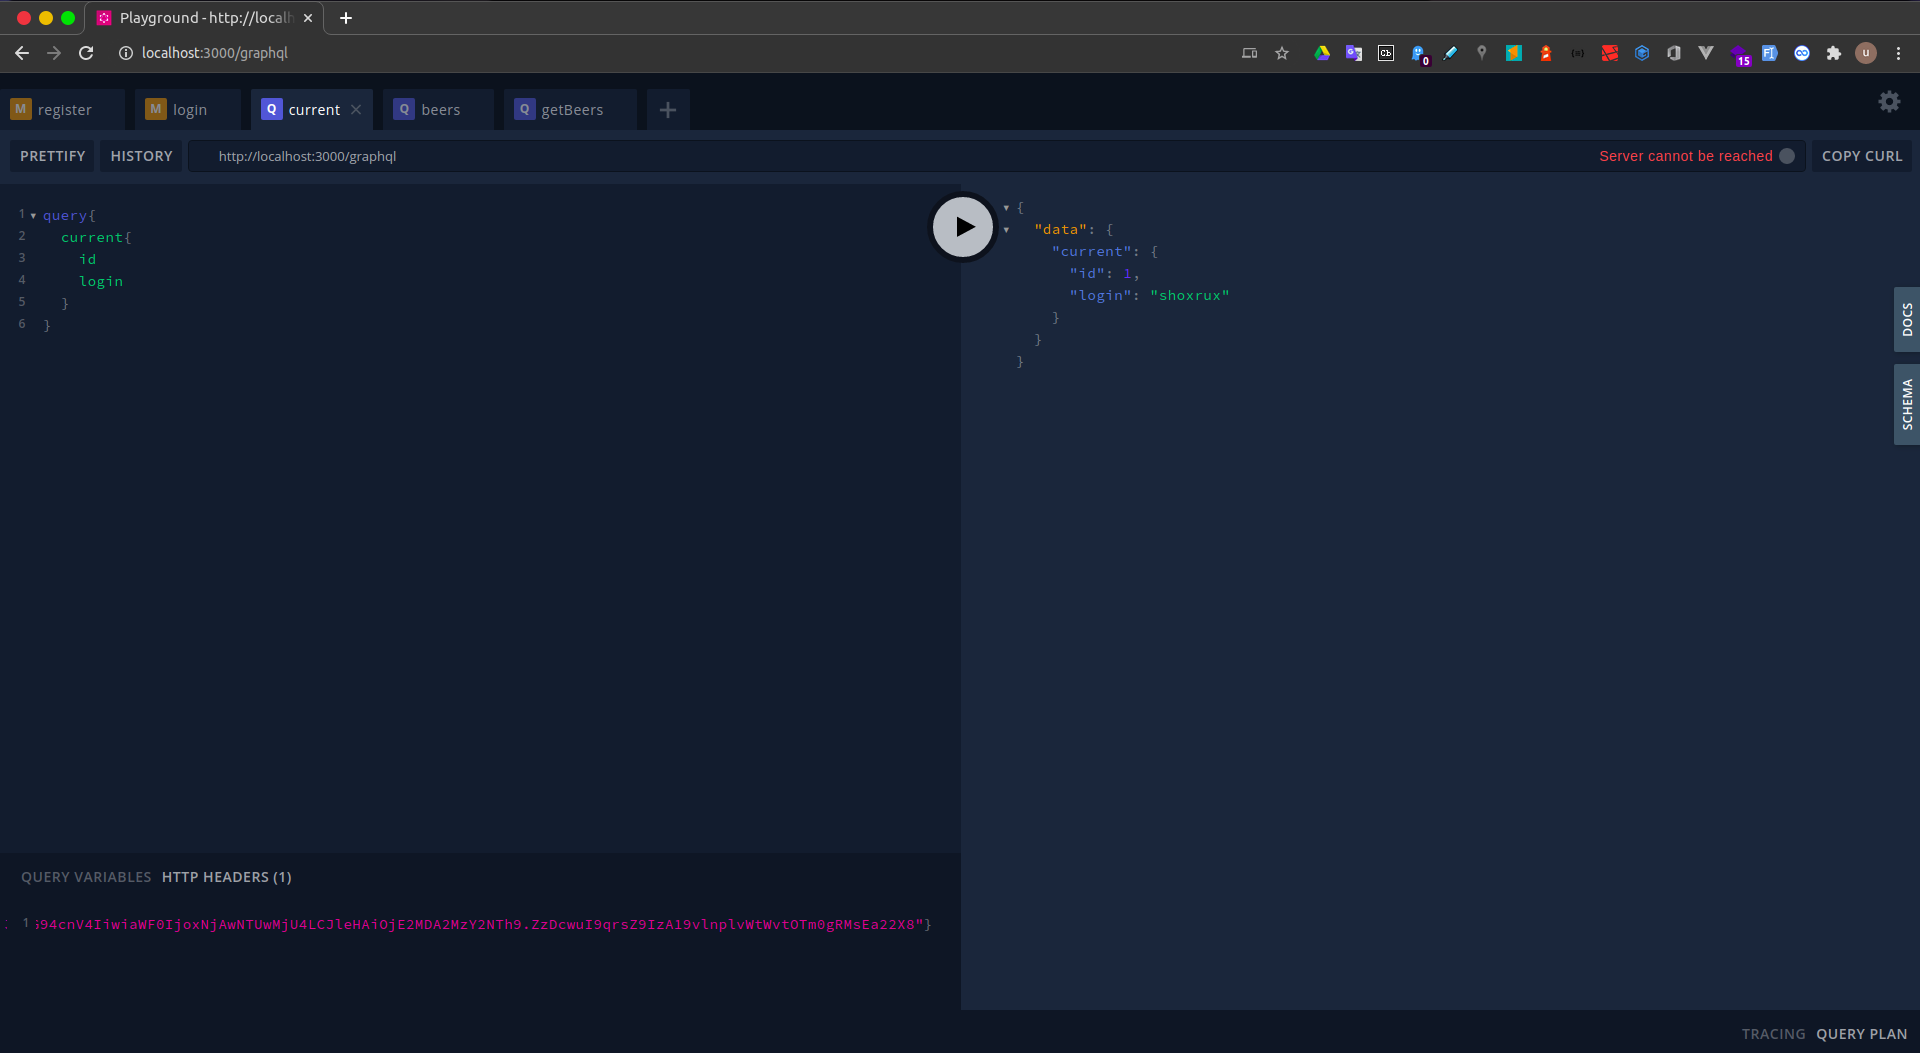 Playground - http://localh
localhost:3000/graphql
0
15
u
M register
M login
Q current
Q beers
Q getBeers
PRETTIFY
HISTORY
http://localhost:3000/graphql
Server cannot be reached
COPY CURL
1 query{
2 current{
3 id
4 login
5 }
6 }
{
"data": {
"current": {
"id": 1,
"login": "shoxrux"
}
}
}
DOCS
SCHEMA
QUERY VARIABLES
HTTP HEADERS (1)
1 94cnV4IiwiaWF0IjoxNjAwNTUwMjU4LCJleHAiOjE2MDA2MzY2NTh9.ZzDcwuI9qrsZ9IzAl9vlnplvWtWvtOTm0gRMsEa22X8"}
TRACING
QUERY PLAN